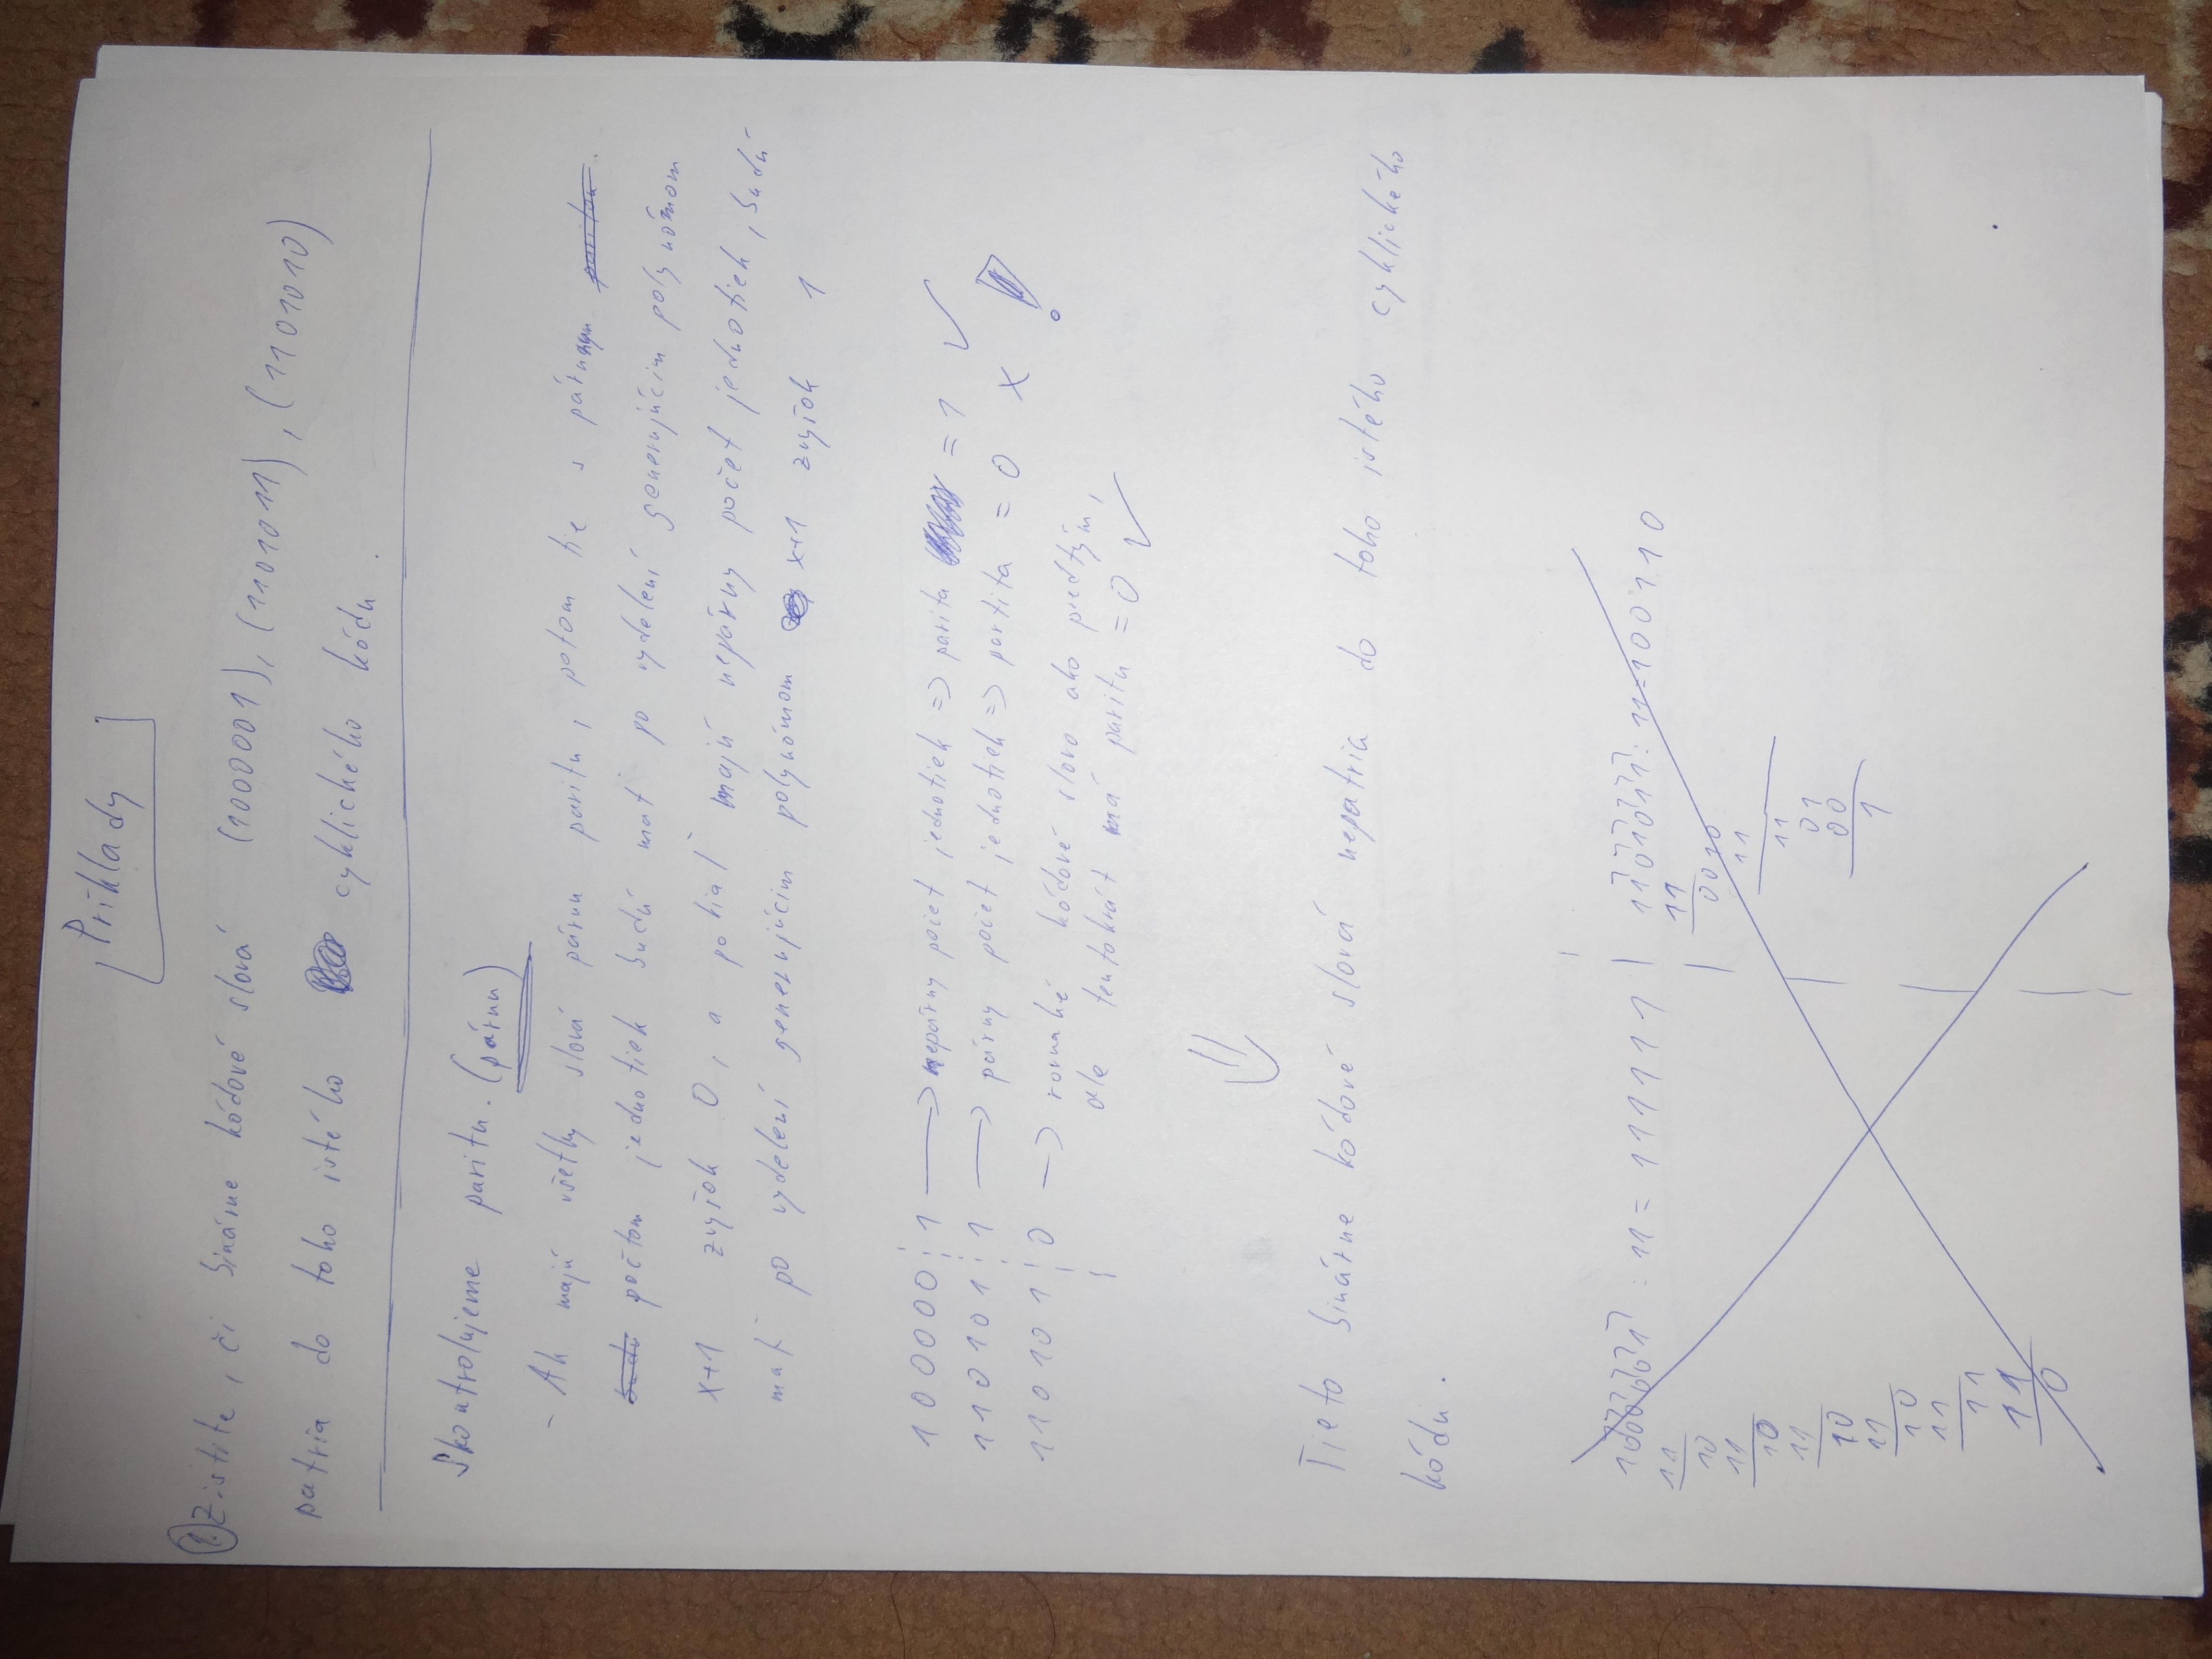 Príklady
1. Zistite, či binárne kódové slová (1000001), (1101011), (1101010)
patria do toho istého cyklického kódu.
Skontrolujeme paritu. (párnu)
- Ak majú všetky slová párnu paritu, potom tie s párnym paritou.
budú počtom jednotiek budú mať po vydelení generujúcim polynómom
x+1 zvyšok 0, a pokiaľ majú nepárny počet jednotiek, budú
mať po vydelení generujúcim polynómom x+1 zvyšok 1
100000 1 → nepárny počet jednotiek => parita = 1 ✓
110101 1 → párny počet jednotiek => partita = 0 x !
110101 0 → rovnaké kódové slovo ako predtým,
ale tentokrát má paritu = 0 ✓
⇓
Tieto binárne kódové slová nepatria do toho istého cyklického
kódu.
1000001 : 11 = 111111 | 1101011 : 11 = 100110
11 11
10 0010
11 11
10 11
11 01
10 00
11 1
10
11
11
11
0